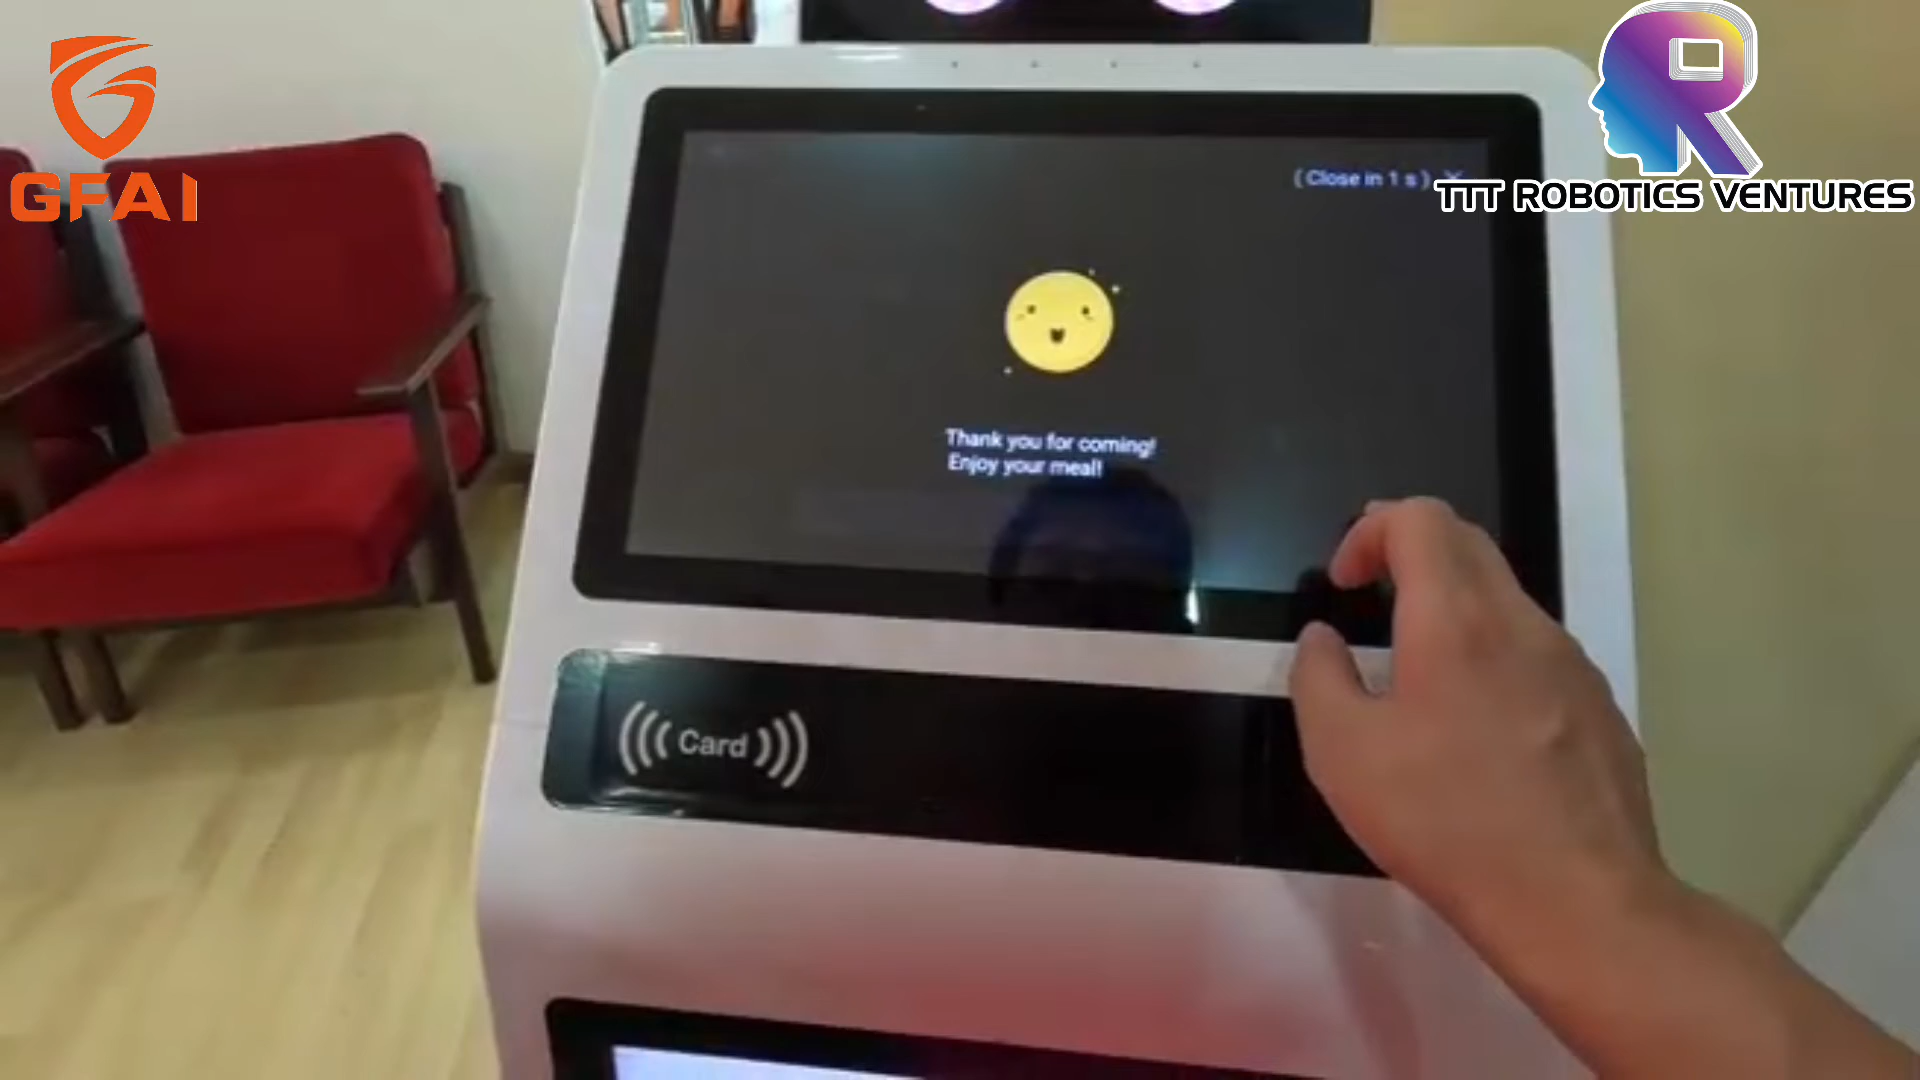 GFAI
TTT ROBOTICS VENTURES
(Close in 1 s)
Thank you for coming!
Enjoy your meal!
Card